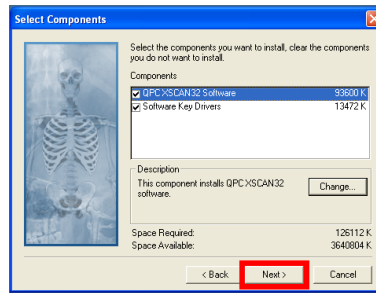 Select Components
Select the components you want to install, clear the components
you do not want to install.
Components
QPC XSCAN32 Software 93600 K
Software Key Drivers 13472 K
Description
This component installs QPC XSCAN32
software.
Change...
Space Required: 126112 K
Space Available: 3640804 K
< Back Next > Cancel